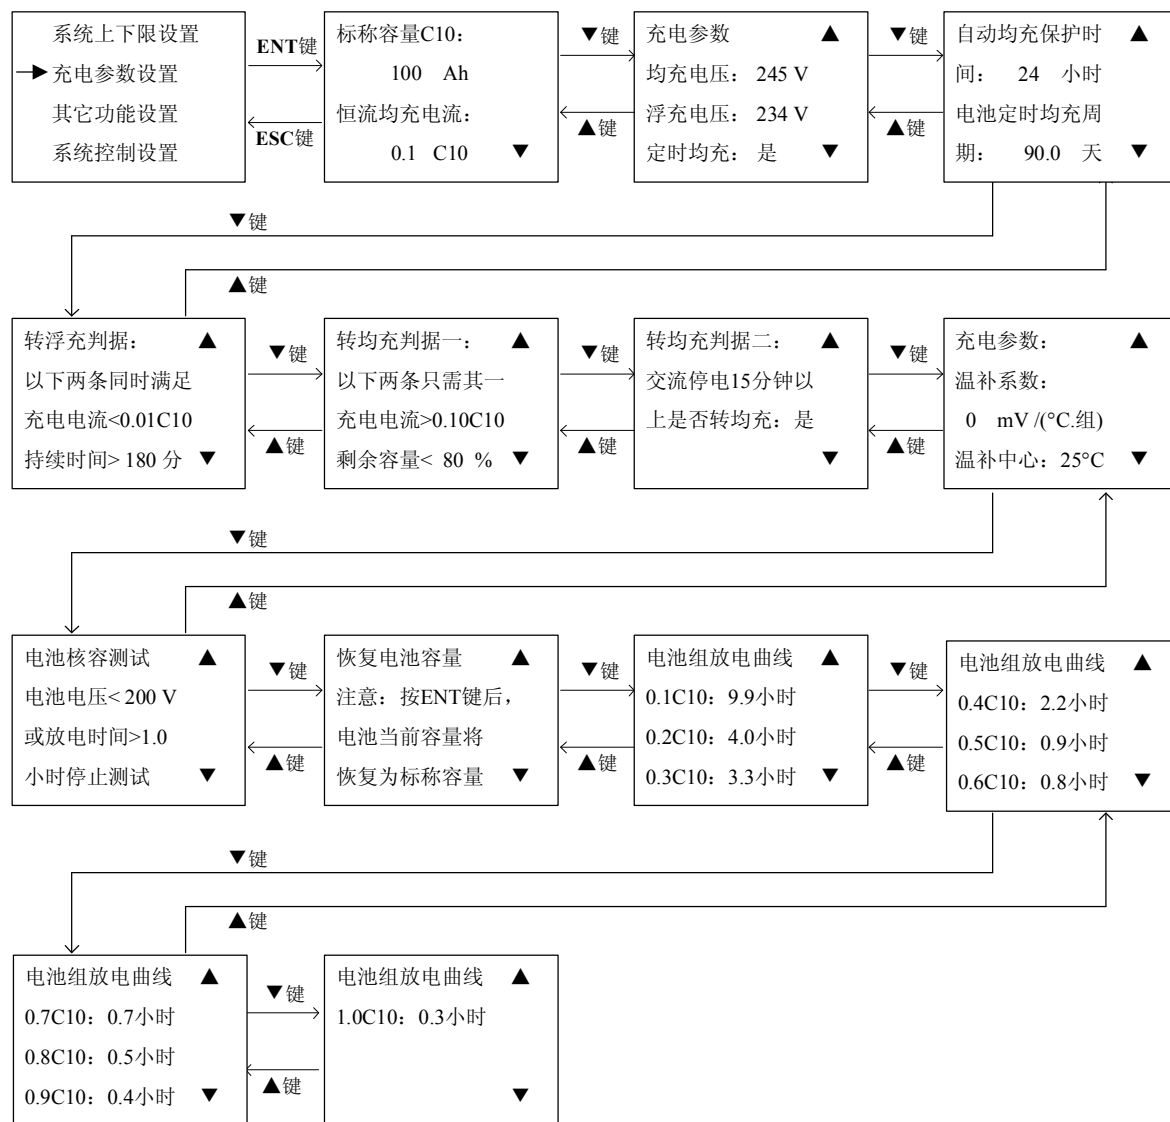 系统上下限设置
充电参数设置
其它功能设置
系统控制设置
ENT键
ESC键
标称容量C10：
100 Ah
恒流均充电流：
0.1 C10 ▼
▼键
▲键
充电参数 ▲
均充电压： 245 V
浮充电压： 234 V
定时均充： 是 ▼
▼键
▲键
自动均充保护时 ▲
间： 24 小时
电池定时均充周
期： 90.0 天 ▼
▼键
▲键
转浮充判据： ▲
以下两条同时满足
充电电流<0.01C10
持续时间> 180 分 ▼
▼键
▲键
转均充判据一： ▲
以下两条只需其一
充电电流>0.10C10
剩余容量< 80 % ▼
▼键
▲键
转均充判据二： ▲
交流停电15分钟以
上是否转均充：是
▼
▼键
▲键
充电参数： ▲
温补系数：
0 mV /(°C.组)
温补中心：25°C ▼
▼键
▲键
电池核容测试 ▲
电池电压< 200 V
或放电时间>1.0
小时停止测试 ▼
▼键
▲键
恢复电池容量 ▲
注意：按ENT键后，
电池当前容量将
恢复为标称容量 ▼
▼键
▲键
电池组放电曲线 ▲
0.1C10：9.9小时
0.2C10：4.0小时
0.3C10：3.3小时 ▼
▼键
▲键
电池组放电曲线 ▲
0.4C10：2.2小时
0.5C10：0.9小时
0.6C10：0.8小时 ▼
▼键
▲键
电池组放电曲线 ▲
0.7C10：0.7小时
0.8C10：0.5小时
0.9C10：0.4小时 ▼
▼键
▲键
电池组放电曲线 ▲
1.0C10：0.3小时
▼